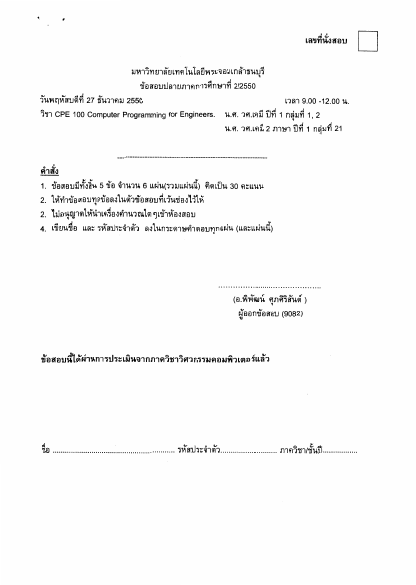 เลขที่นั่งสอบ
มหาวิทยาลัยเทคโนโลยีพระจอมเกล้าธนบุรี
ข้อสอบปลายภาคการศึกษาที่ 2/2550
วันพฤหัสบดีที่ 27 ธันวาคม 2550 เวลา 9.00 -12.00 น.
วิชา CPE 100 Computer Programming for Engineers. น.ศ. วศ.เคมี ปีที่ 1 กลุ่มที่ 1, 2
น.ศ. วศ.เคมี 2 ภาษา ปีที่ 1 กลุ่มที่ 21
คำสั่ง
1. ข้อสอบมีทั้งสิ้น 5 ข้อ จำนวน 6 แผ่น(รวมแผ่นนี้) คิดเป็น 30 คะแนน
2. ให้ทำข้อสอบทุกข้อลงในตัวข้อสอบที่เว้นช่องไว้ให้
2. ไม่อนุญาตให้นำเครื่องคำนวณใดๆเข้าห้องสอบ
4. เขียนชื่อ และ รหัสประจำตัว ลงในกระดาษคำตอบทุกแผ่น (และแผ่นนี้)
(อ.พิพัฒน์ ศุภศิริสันต์ )
ผู้ออกข้อสอบ (9082)
ข้อสอบนี้ได้ผ่านการประเมินจากภาควิชาวิศวกรรมคอมพิวเตอร์แล้ว
ชื่อ .................................................. รหัสประจำตัว......................... ภาควิชา/ชั้นปี...............